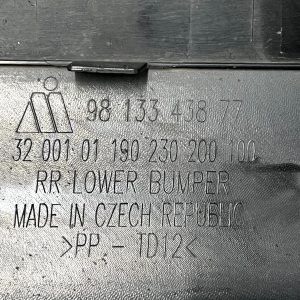 98 133 438 77
32 001 01 190 230 200 100
RR LOWER BUMPER
MADE IN CZECH REPUBLIC
>PP - TD12<